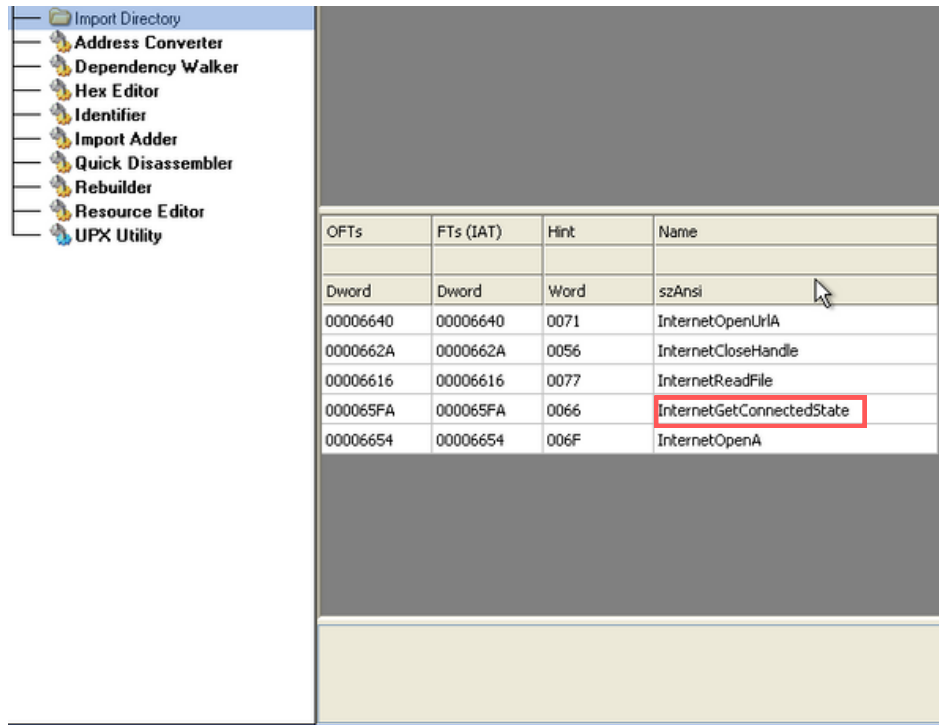 Import Directory
Address Converter
Dependency Walker
Hex Editor
Identifier
Import Adder
Quick Disassembler
Rebuilder
Resource Editor
UPX Utility
OFTs FTs (IAT) Hint Name
Dword Dword Word szAnsi
00006640 00006640 0071 InternetOpenUrlA
0000662A 0000662A 0056 InternetCloseHandle
00006616 00006616 0077 InternetReadFile
000065FA 000065FA 0066 InternetGetConnectedState
00006654 00006654 006F InternetOpenA